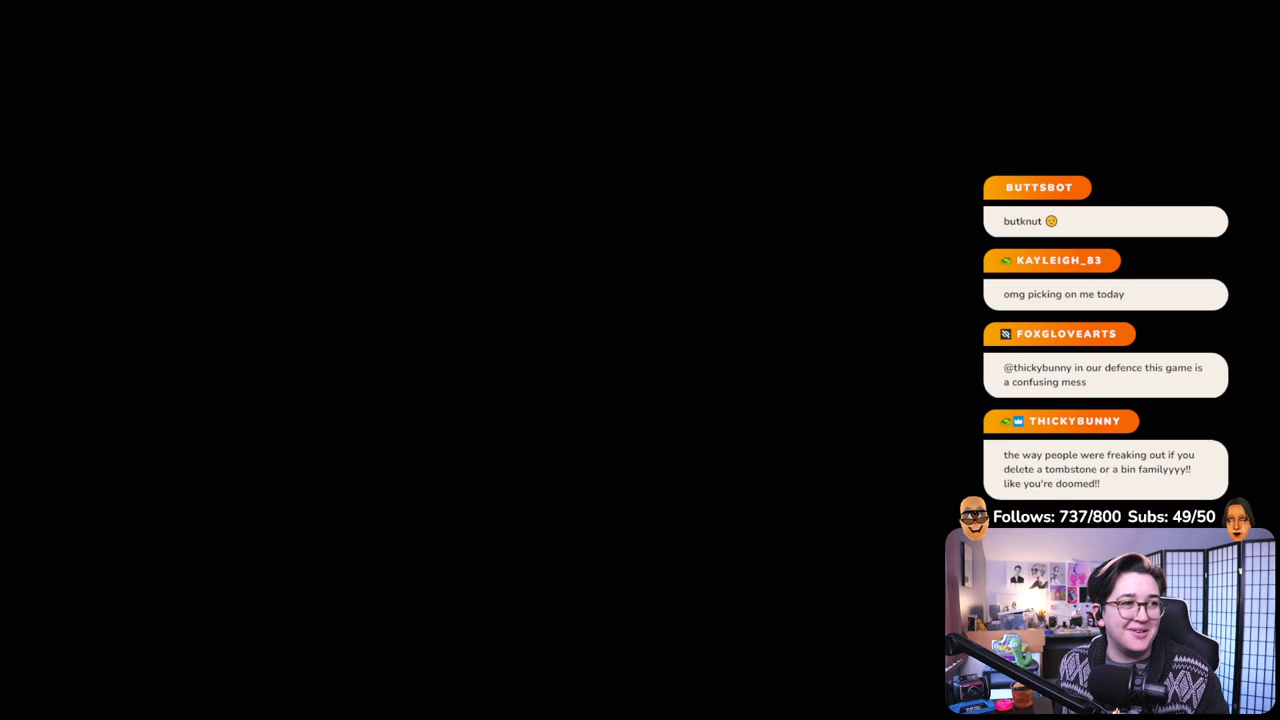 BUTTSBOT
butknut
KAYLEIGH_83
omg picking on me today
FOXGLOVEARTS
@thickybunny in our defence this game is
a confusing mess
THICKYBUNNY
the way people were freaking out if you
delete a tombstone or a bin familyyyy!!
like you're doomed!!
Follows: 737/800 Subs: 49/50